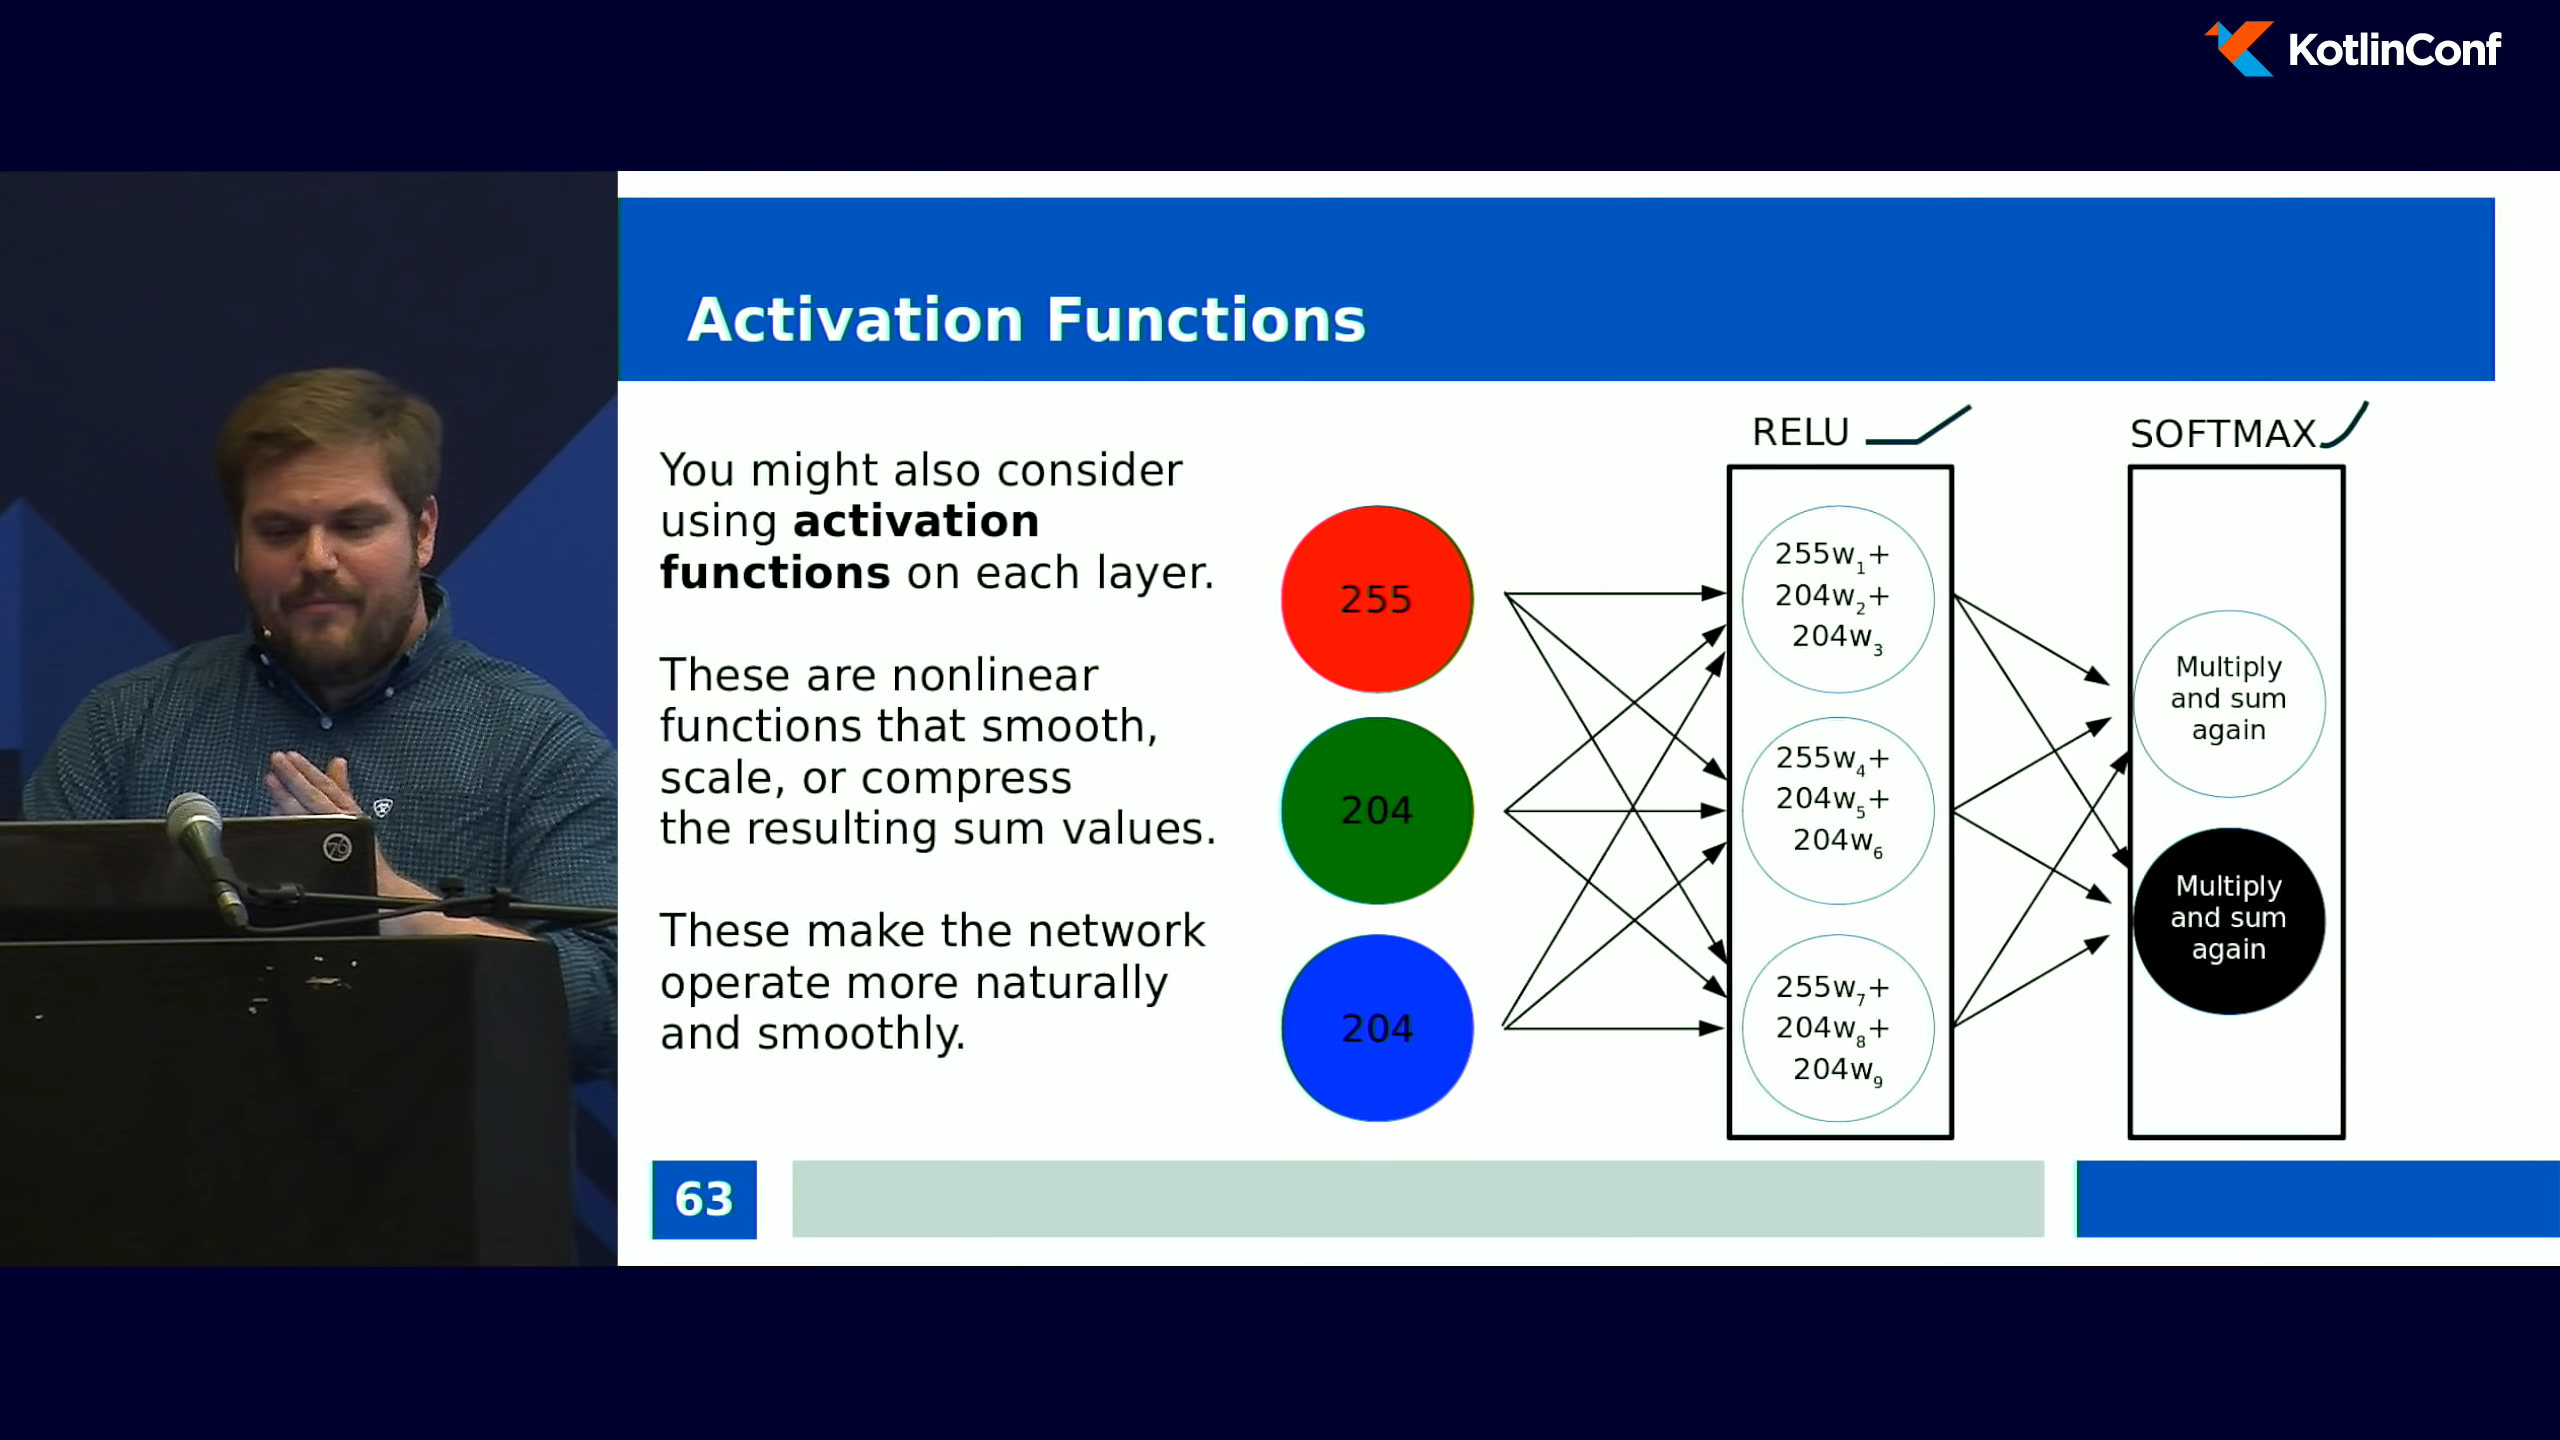 KotlinConf
Activation Functions
You might also consider
using activation
functions on each layer.
These are nonlinear
functions that smooth,
scale, or compress
the resulting sum values.
These make the network
operate more naturally
and smoothly.
255
204
204
RELU
255w₁+
204w₂+
204w₃
255w₄+
204w₅+
204w₆
255w₇+
204w₈+
204w₉
SOFTMAX
Multiply
and sum
again
Multiply
and sum
again
63
76